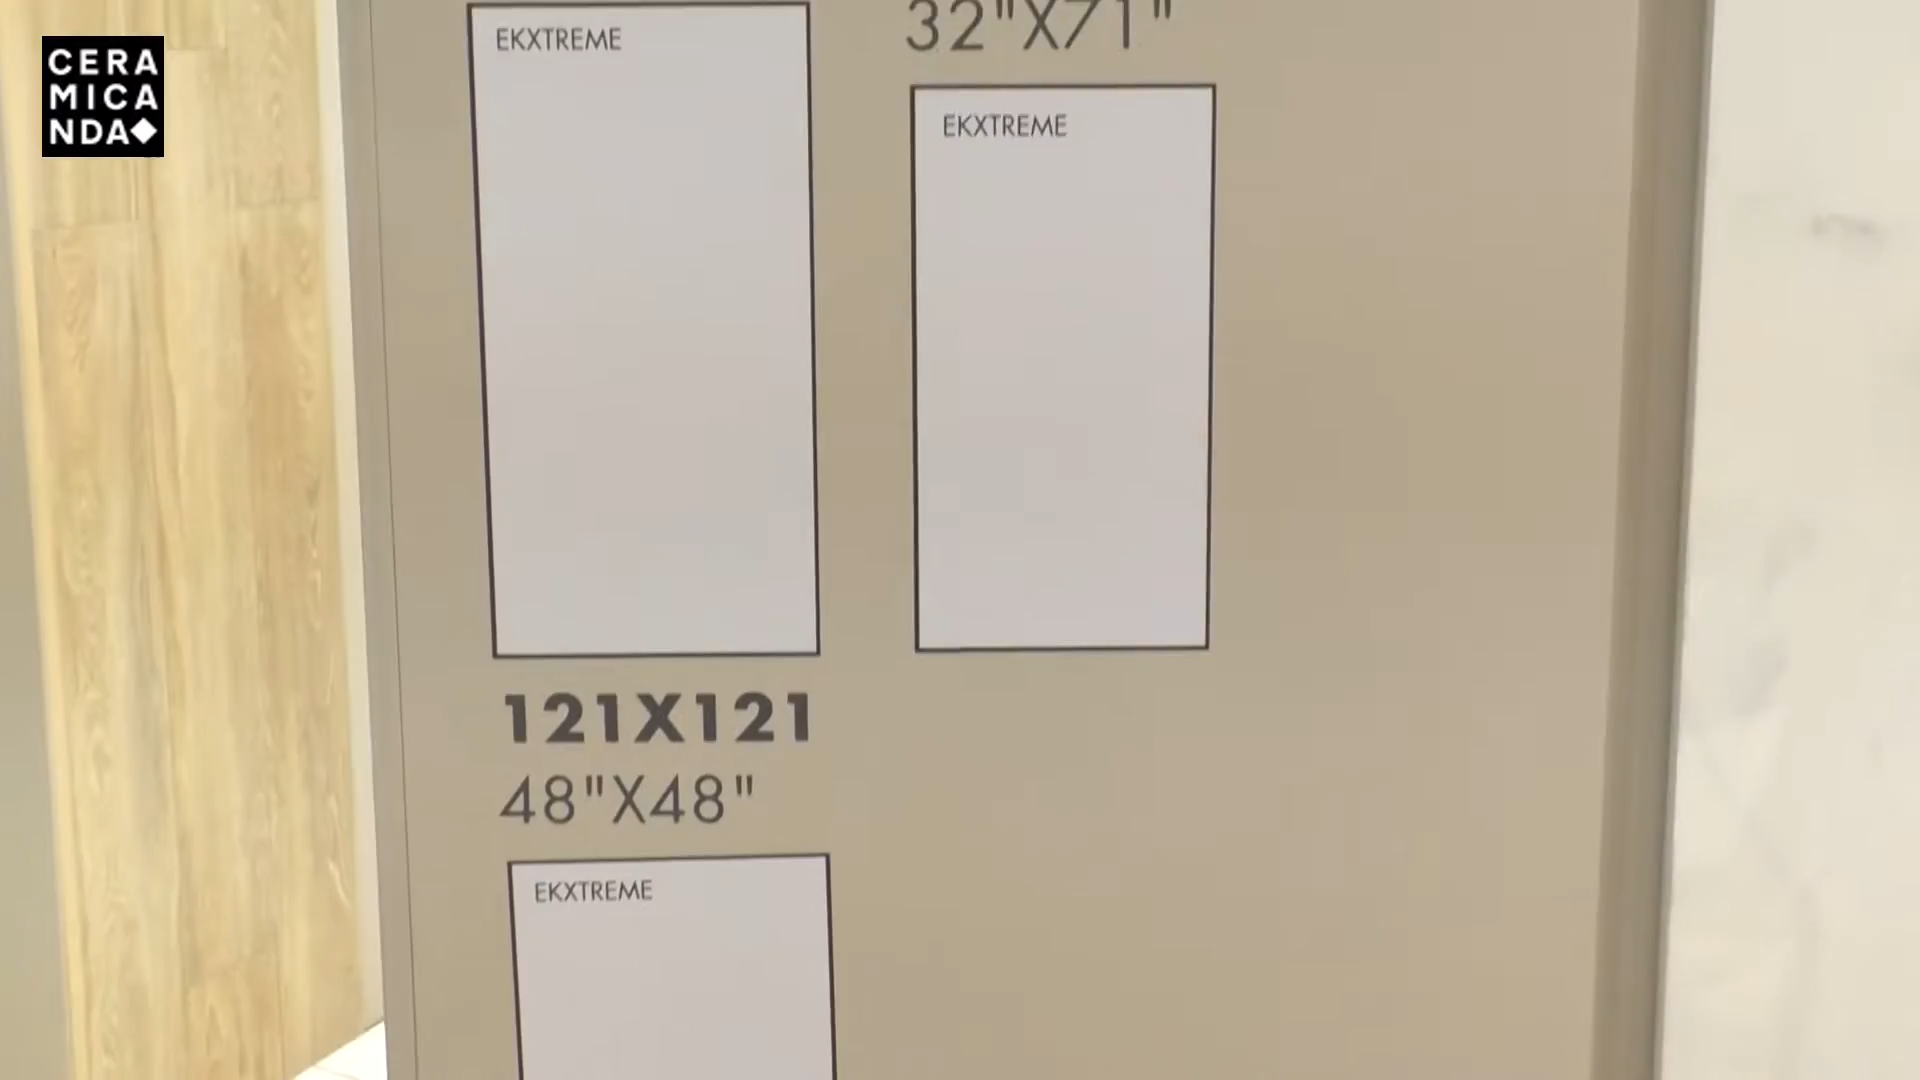 CERA
MICA
NDA
EKXTREME
32"X71"
EKXTREME
121X121
48"X48"
EKXTREME